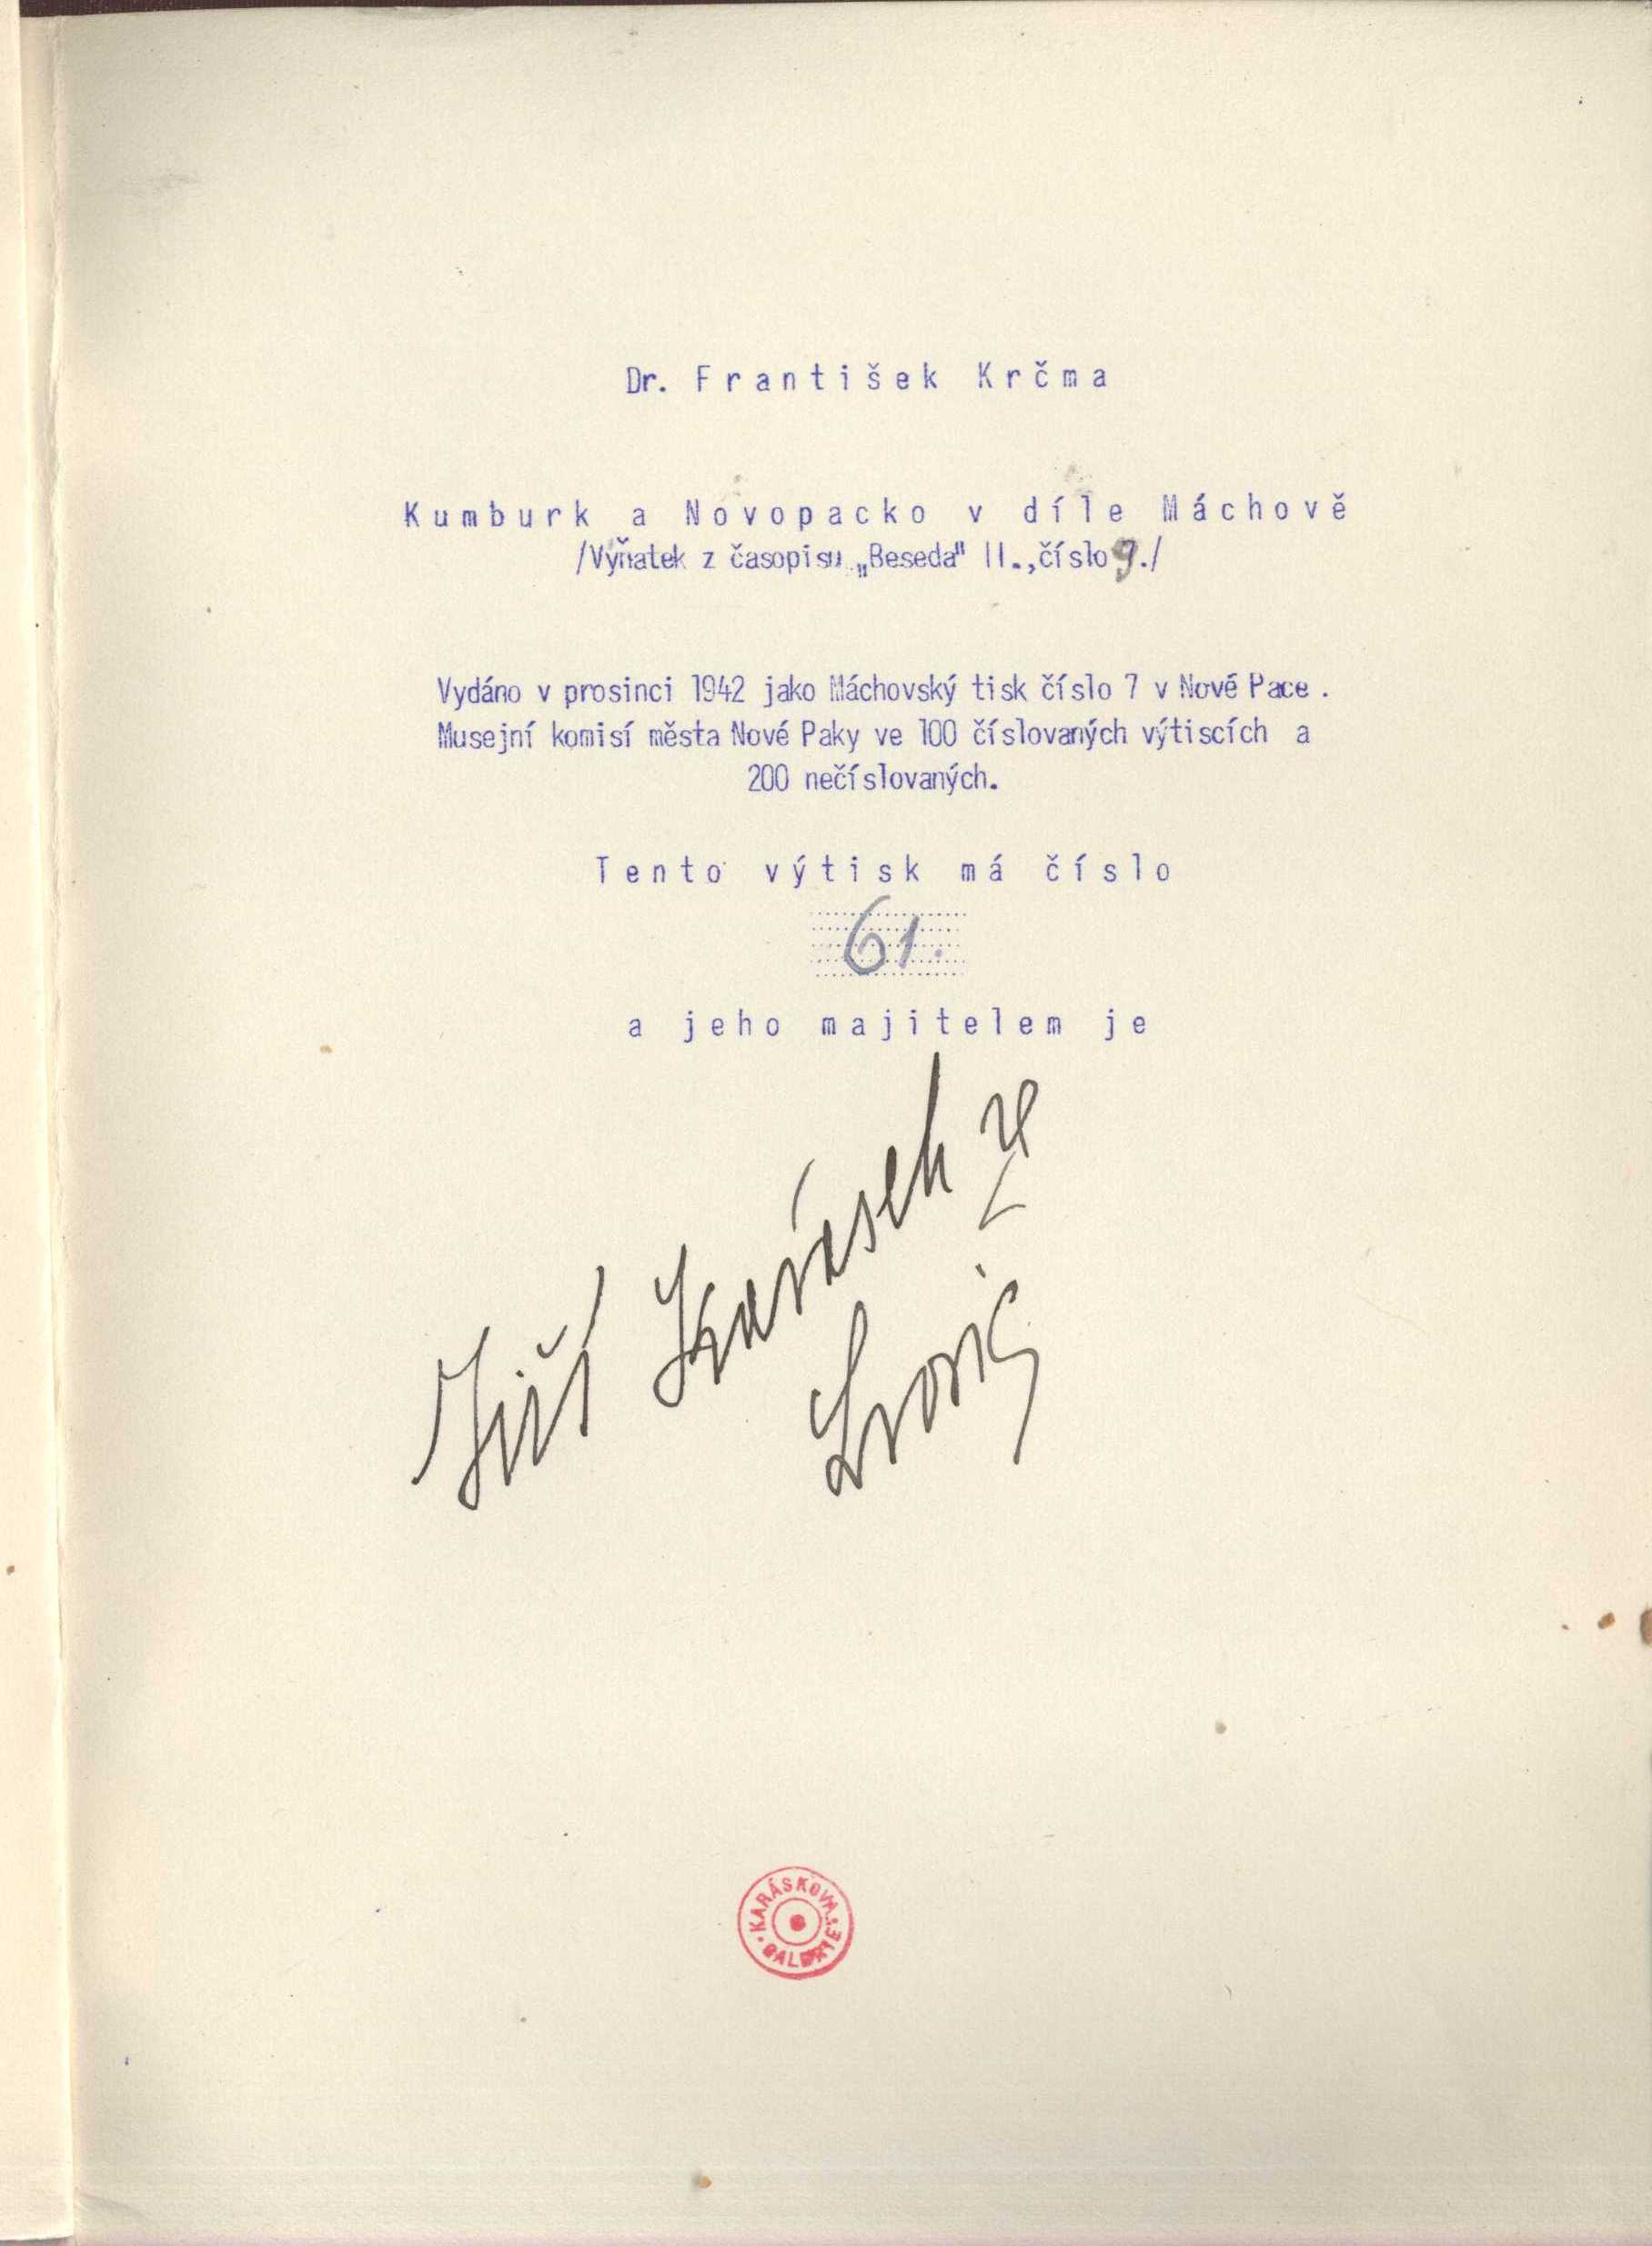 Dr. František Krčma
Kumburk a Novopacko v díle Máchově
/Výňatek z časopisu „Beseda" II., číslo 9./
Vydáno v prosinci 1942 jako Máchovský tisk číslo 7 v Nové Pace .
Musejní komisí města Nové Paky ve 100 číslovaných výtiscích a
200 nečíslovaných.
Tento výtisk má číslo
61.
a jeho majitelem je
Jiří Karásek ze
Lvovic
KARÁSKOVA GALERIE